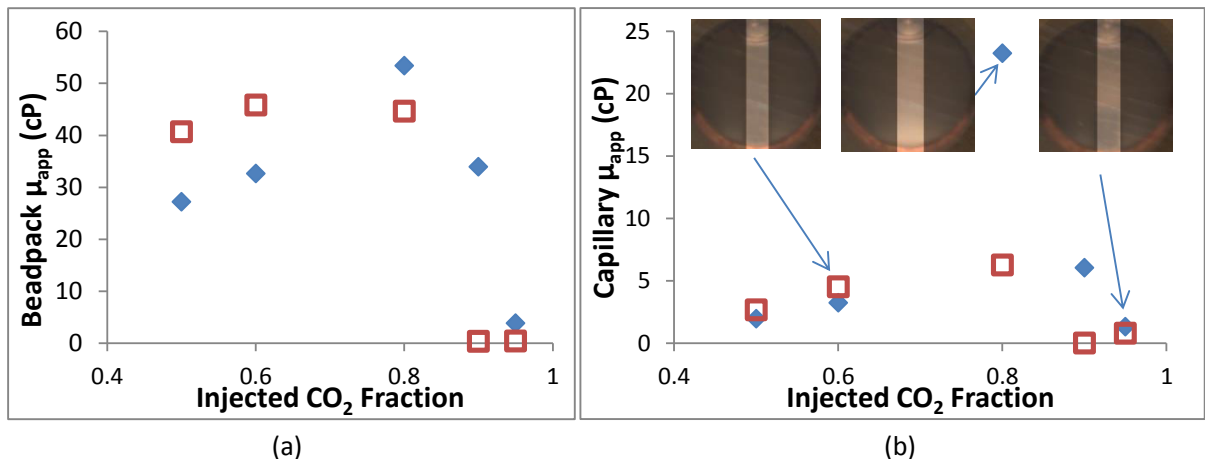 60
50
40
30
20
10
0
0.4 0.6 0.8 1
Beadpack µapp (cP)
Injected CO2 Fraction
(a)
25
20
15
10
5
0
0.4 0.6 0.8 1
Capillary µapp (cP)
Injected CO2 Fraction
(b)